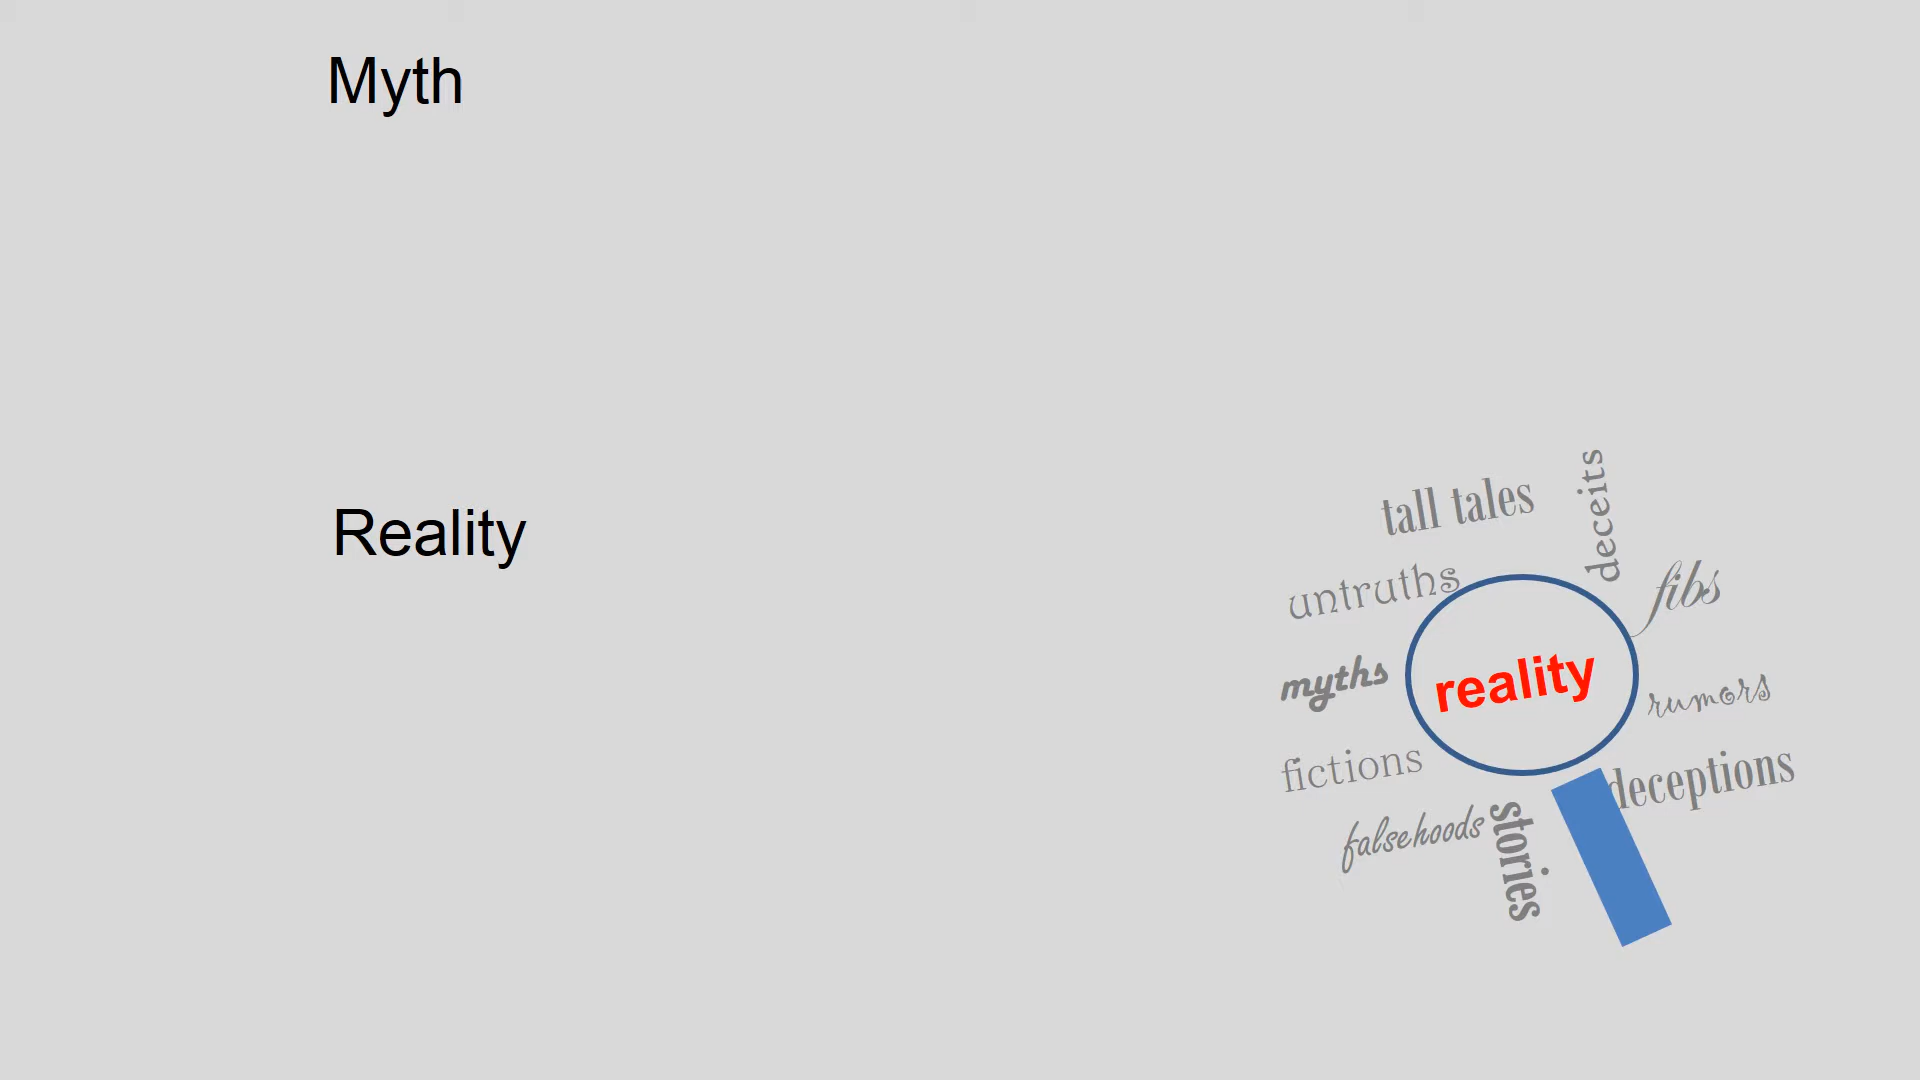 Myth
Reality
tall tales
deceits
untruths
fibs
myths
reality
rumors
fictions
deceptions
falsehoods
stories